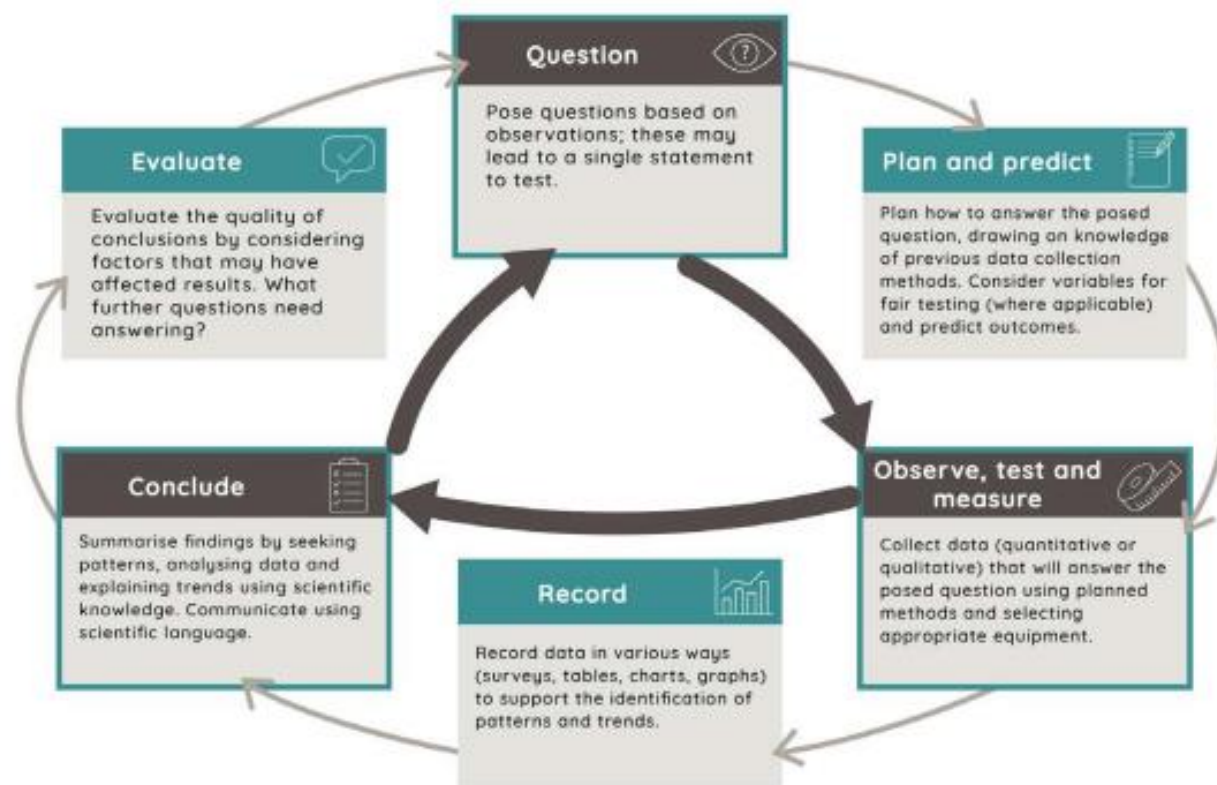 Question
?
Pose questions based on
observations; these may
lead to a single statement
to test.
Plan and predict
Plan how to answer the posed
question, drawing on knowledge
of previous data collection
methods. Consider variables for
fair testing (where applicable)
and predict outcomes.
Observe, test and
measure
Collect data (quantitative or
qualitative) that will answer the
posed question using planned
methods and selecting
appropriate equipment.
Record
Record data in various ways
(surveys, tables, charts, graphs)
to support the identification of
patterns and trends.
Conclude
Summarise findings by seeking
patterns, analysing data and
explaining trends using scientific
knowledge. Communicate using
scientific language.
Evaluate
Evaluate the quality of
conclusions by considering
factors that may have
affected results. What
further questions need
answering?